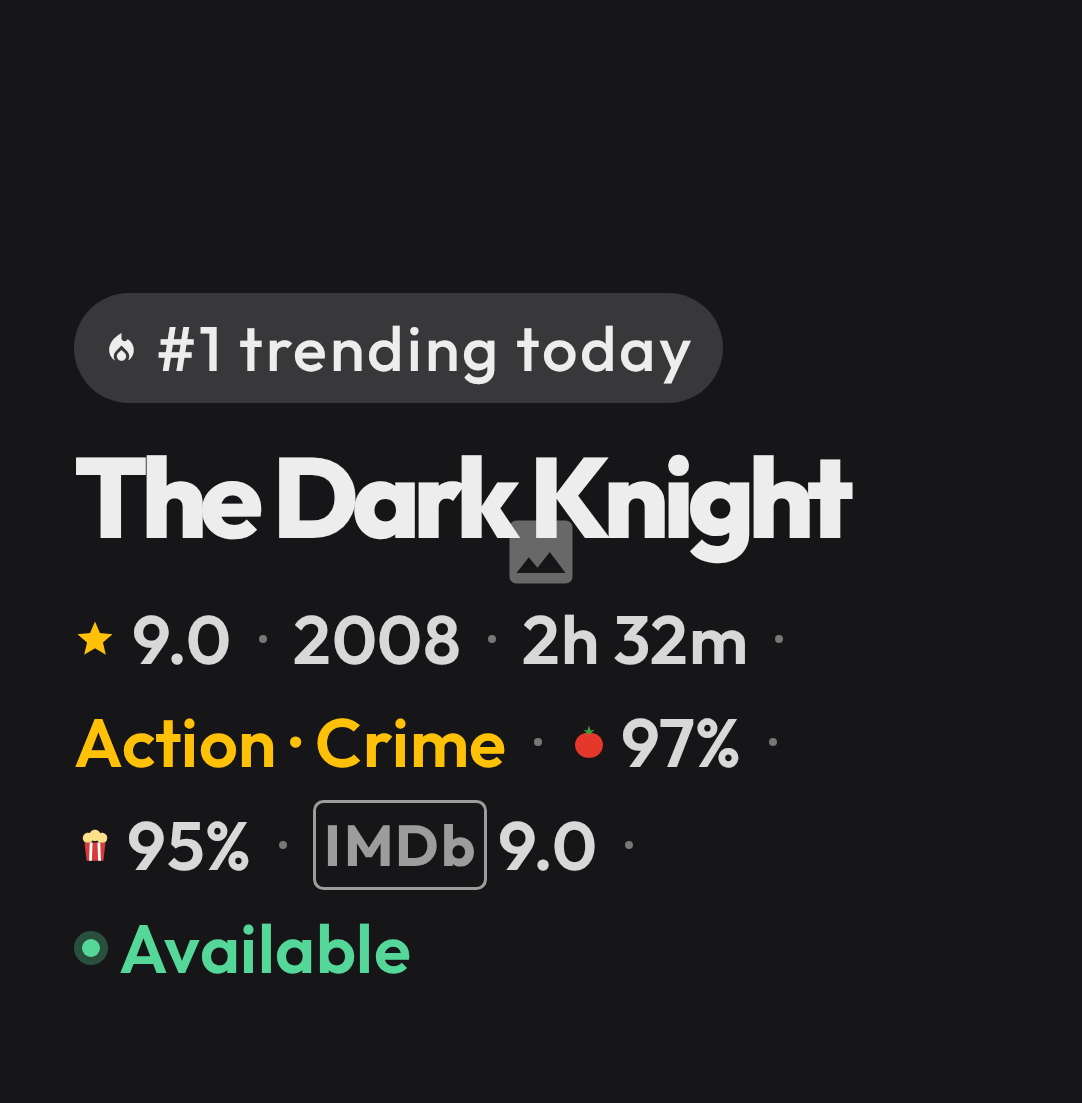 #1 trending today
The Dark Knight
9.0 · 2008 · 2h 32m ·
Action · Crime · 97% ·
95% · IMDb 9.0 ·
Available